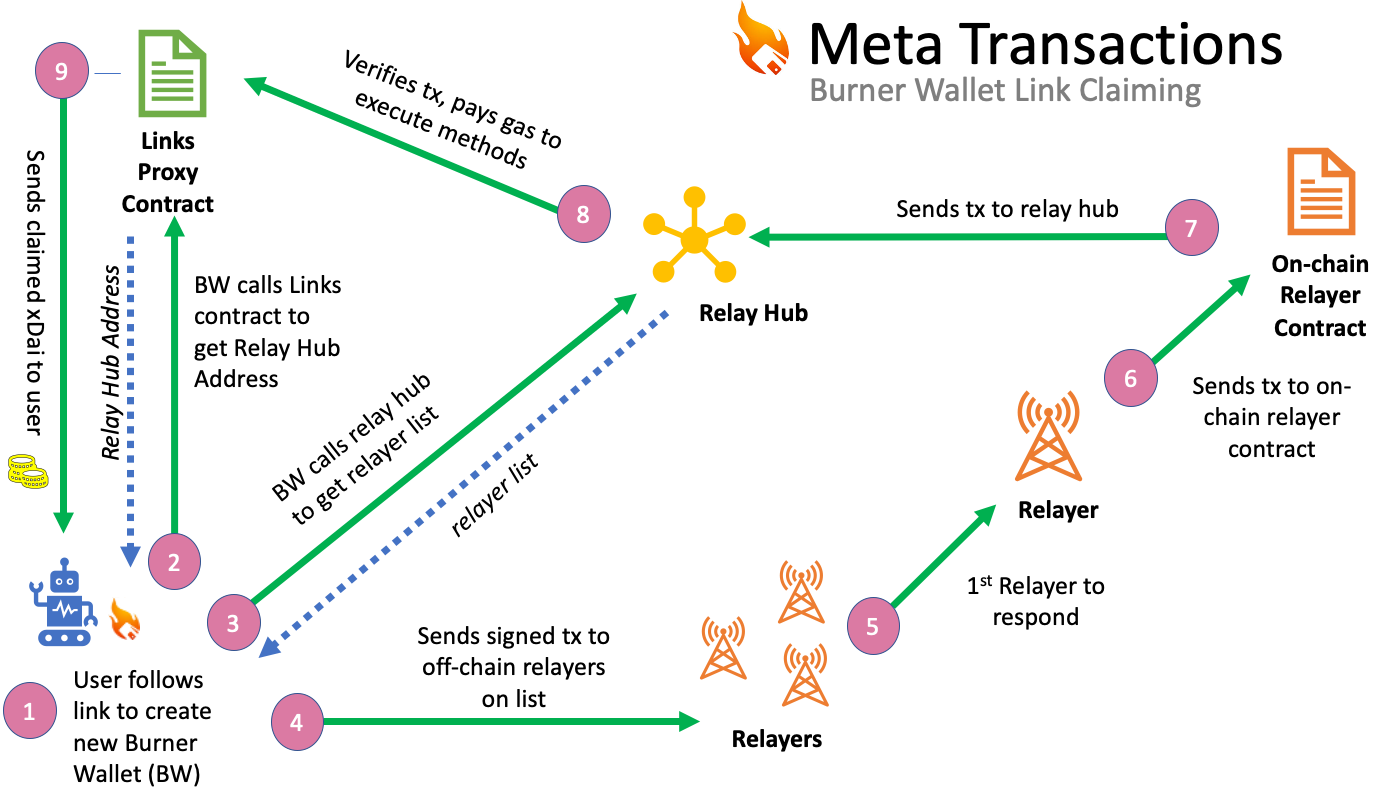 Meta Transactions
Burner Wallet Link Claiming
9
Links
Proxy
Contract
Verifies tx, pays gas to
execute methods
8
Sends tx to relay hub
7
On-chain
Relayer
Contract
Relay Hub
Sends claimed xDai to user
Relay Hub Address
BW calls Links
contract to
get Relay Hub
Address
2
BW calls relay hub
to get relayer list
relayer list
3
6
Sends tx to on-
chain relayer
contract
Relayer
5
1st Relayer to
respond
Sends signed tx to
off-chain relayers
on list
4
Relayers
1
User follows
link to create
new Burner
Wallet (BW)